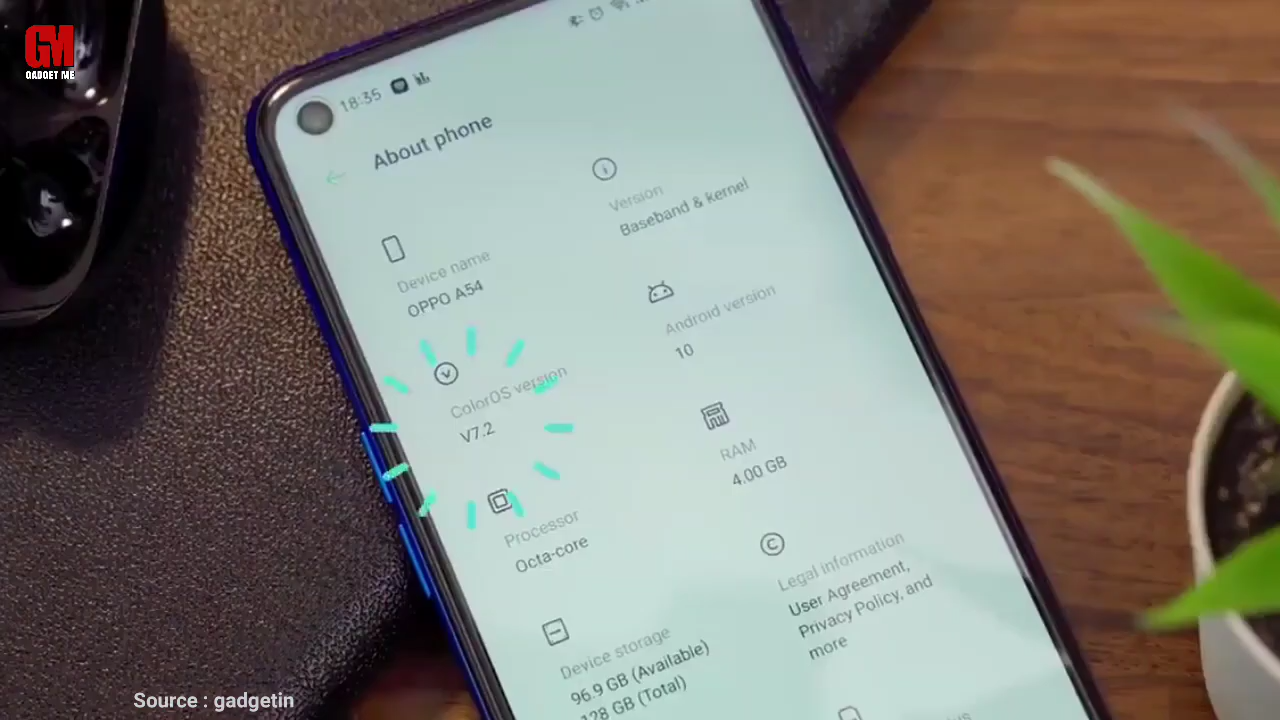 GM
GADGET ME
18:35
About phone
Version
Baseband & kernel
Device name
OPPO A54
Android version
10
ColorOS version
V7.2
RAM
4.00 GB
Processor
Octa-core
Legal information
User Agreement,
Privacy Policy, and
more
Device storage
96.9 GB (Available)
128 GB (Total)
Source : gadgetin